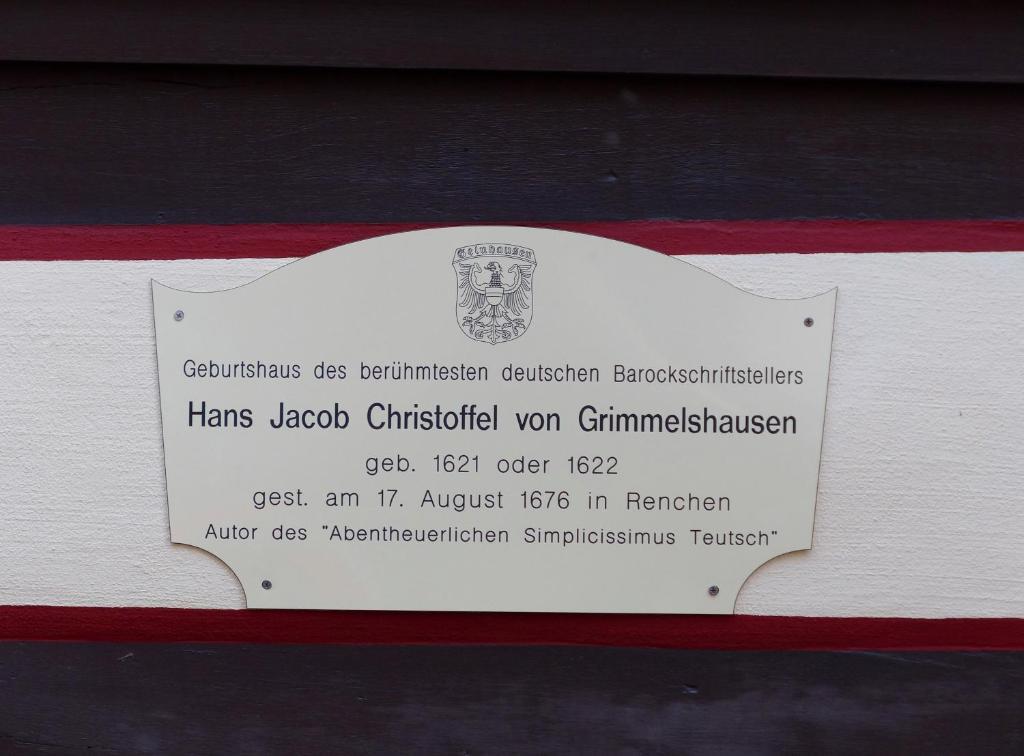 Gelnhausen
Geburtshaus des berühmtesten deutschen Barockschriftstellers
Hans Jacob Christoffel von Grimmelshausen
geb. 1621 oder 1622
gest. am 17. August 1676 in Renchen
Autor des "Abentheuerlichen Simplicissimus Teutsch"